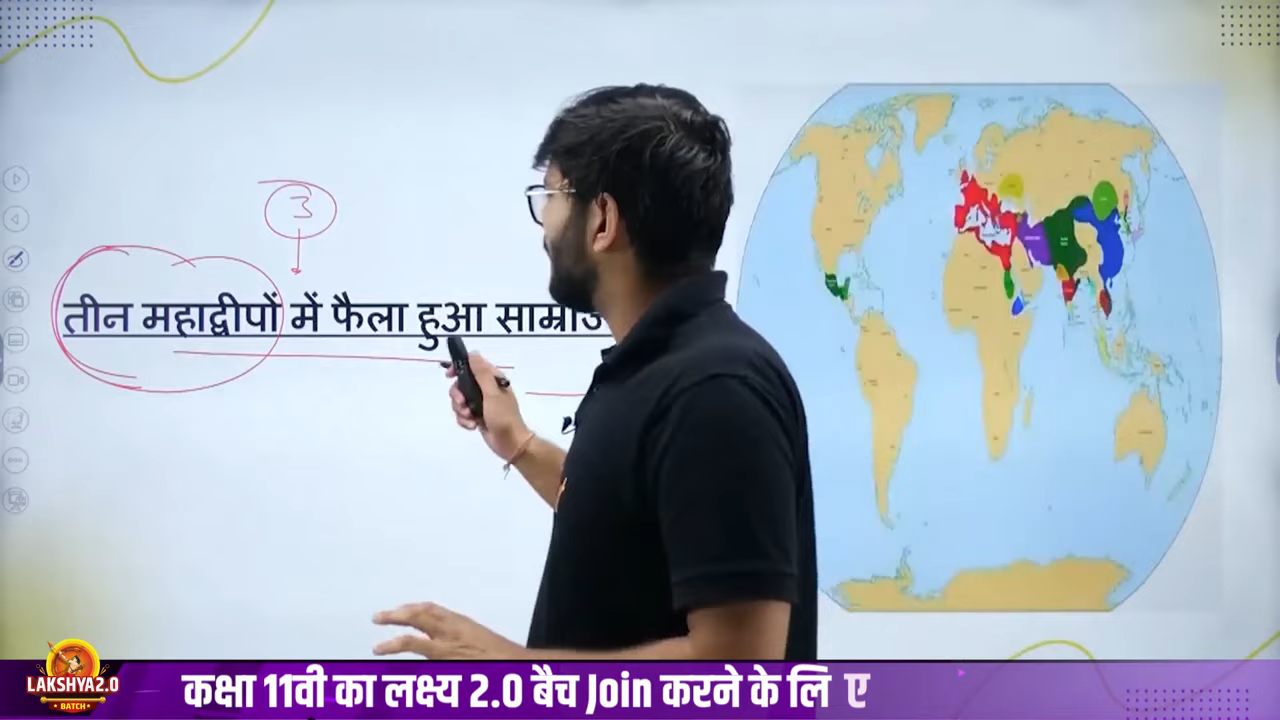 3
तीन महाद्वीपों में फैला हुआ
LAKSHYA2.0
BATCH
कक्षा 11वी का लक्ष्य 2.0 बैच Join करने के लि ए